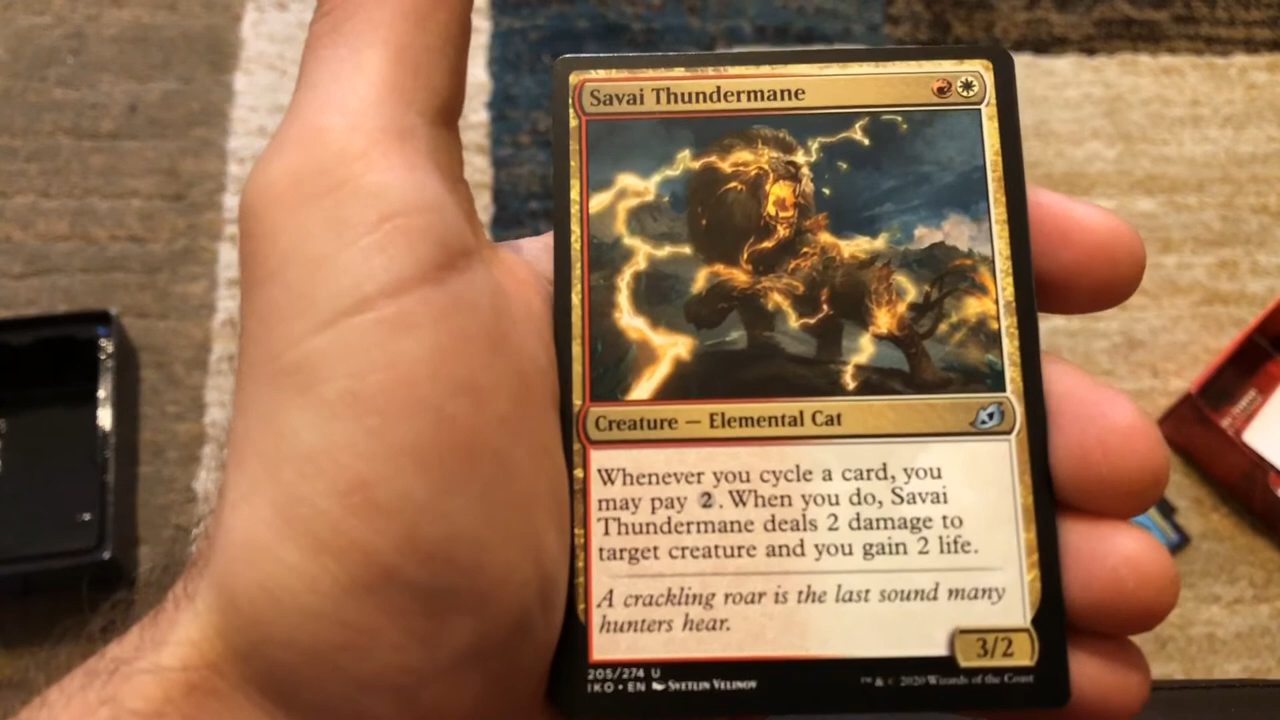 Savai Thundermane
Creature — Elemental Cat
Whenever you cycle a card, you
may pay 2. When you do, Savai
Thundermane deals 2 damage to
target creature and you gain 2 life.
A crackling roar is the last sound many
hunters hear.
3/2
205/274 U
IKO • EN Svetlin Velinov
™ & © 2020 Wizards of the Coast